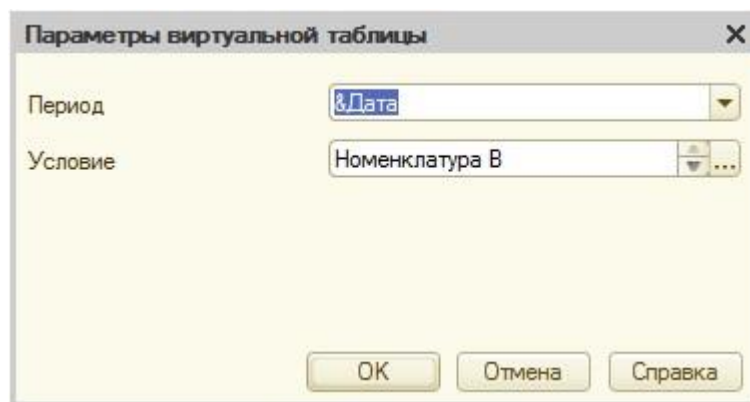 Параметры виртуальной таблицы
Период &Дата
Условие Номенклатура В
OK Отмена Справка